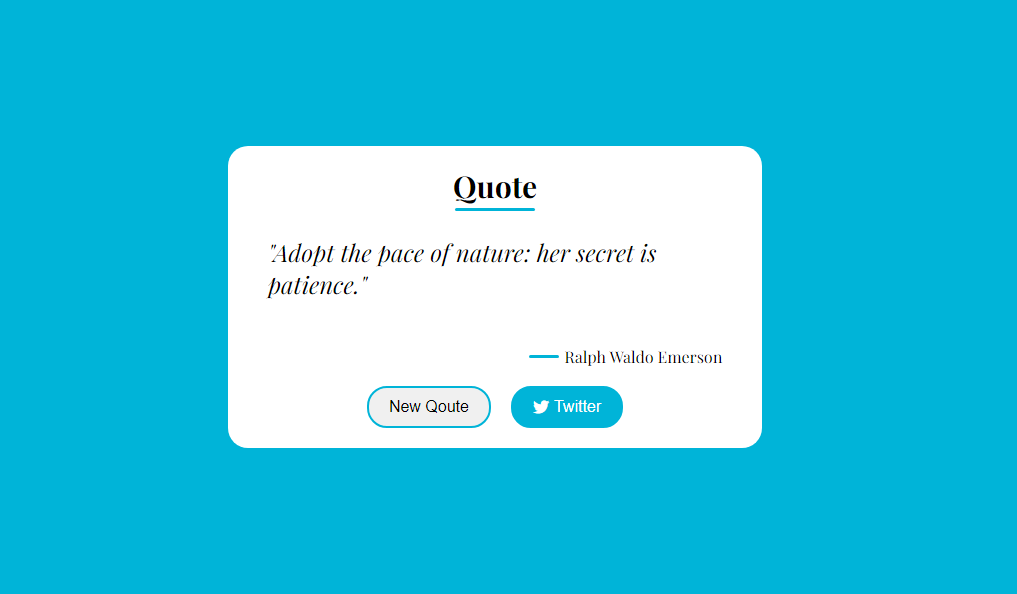 Quote
"Adopt the pace of nature: her secret is
patience."
Ralph Waldo Emerson
New Qoute
Twitter